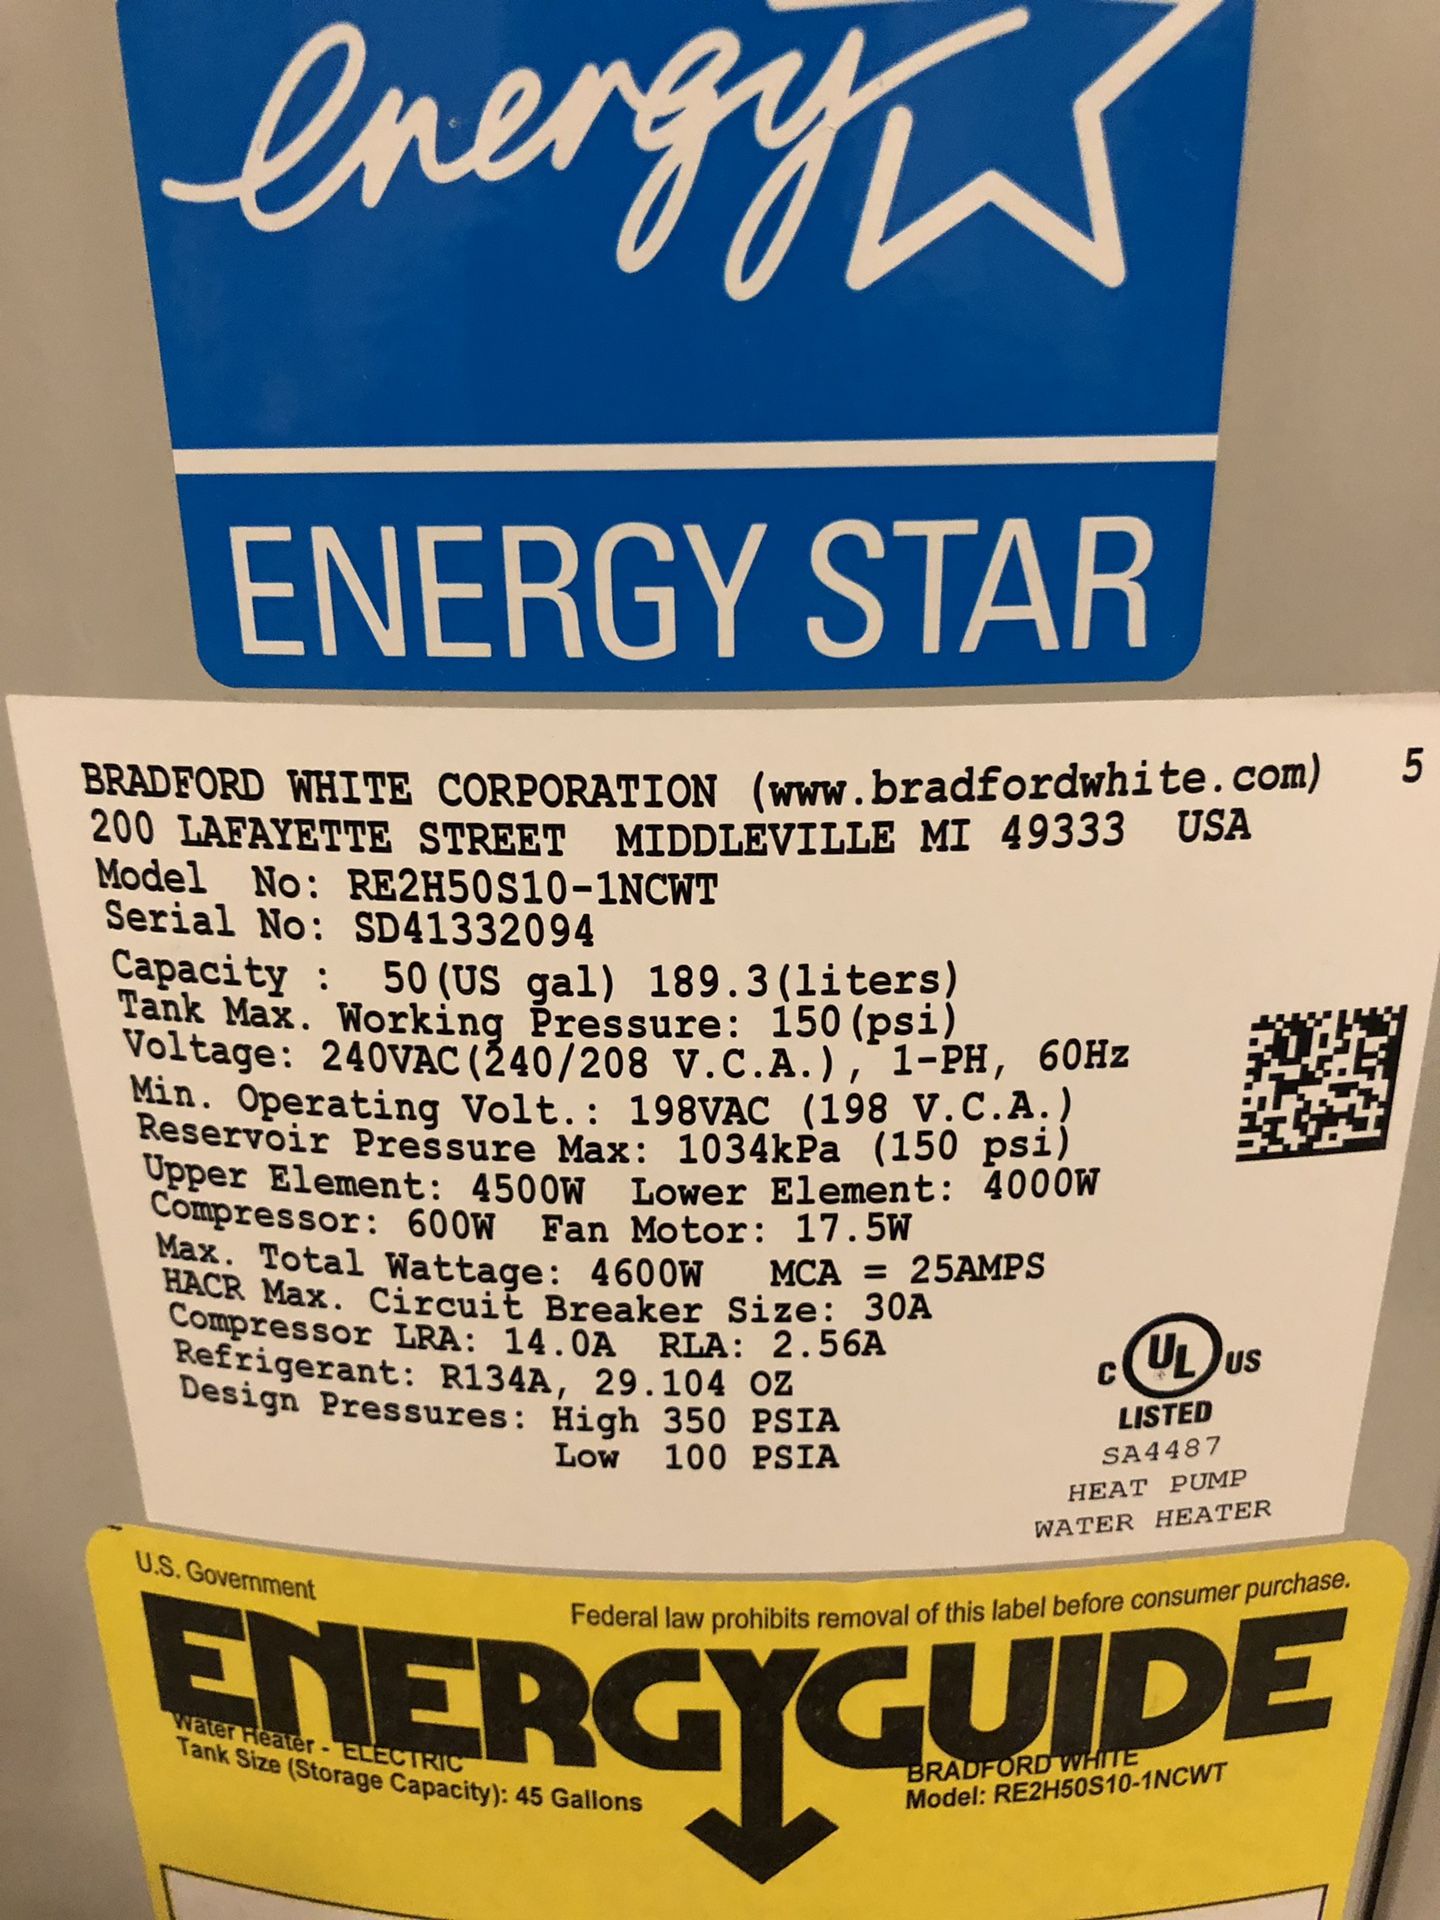 energy
ENERGY STAR
BRADFORD WHITE CORPORATION (www.bradfordwhite.com) 5
200 LAFAYETTE STREET MIDDLEVILLE MI 49333 USA
Model No: RE2H50S10-1NCWT
Serial No: SD41332094
Capacity : 50(US gal) 189.3(liters)
Tank Max. Working Pressure: 150(psi)
Voltage: 240VAC(240/208 V.C.A.), 1-PH, 60Hz
Min. Operating Volt.: 198VAC (198 V.C.A.)
Reservoir Pressure Max: 1034kPa (150 psi)
Upper Element: 4500W Lower Element: 4000W
Compressor: 600W Fan Motor: 17.5W
Max. Total Wattage: 4600W MCA = 25AMPS
HACR Max. Circuit Breaker Size: 30A
Compressor LRA: 14.0A RLA: 2.56A
Refrigerant: R134A, 29.104 OZ
Design Pressures: High 350 PSIA
Low 100 PSIA
C UL US
LISTED
SA4487
HEAT PUMP
WATER HEATER
U.S. Government
Federal law prohibits removal of this label before consumer purchase.
ENERGYGUIDE
Water Heater - ELECTRIC
Tank Size (Storage Capacity): 45 Gallons
BRADFORD WHITE
Model: RE2H50S10-1NCWT